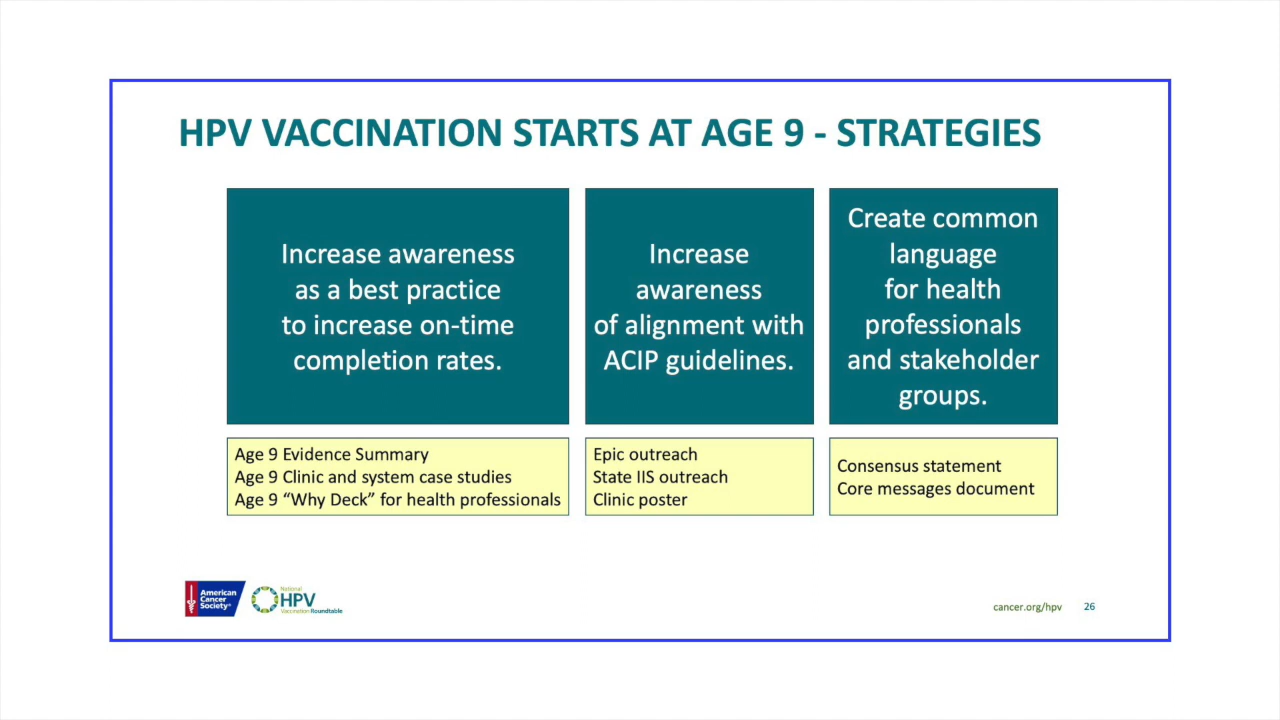 HPV VACCINATION STARTS AT AGE 9 - STRATEGIES
Increase awareness
as a best practice
to increase on-time
completion rates.
Increase
awareness
of alignment with
ACIP guidelines.
Create common
language
for health
professionals
and stakeholder
groups.
Age 9 Evidence Summary
Age 9 Clinic and system case studies
Age 9 “Why Deck” for health professionals
Epic outreach
State IIS outreach
Clinic poster
Consensus statement
Core messages document
American
Cancer
Society®
National
HPV
Vaccination Roundtable
cancer.org/hpv
26